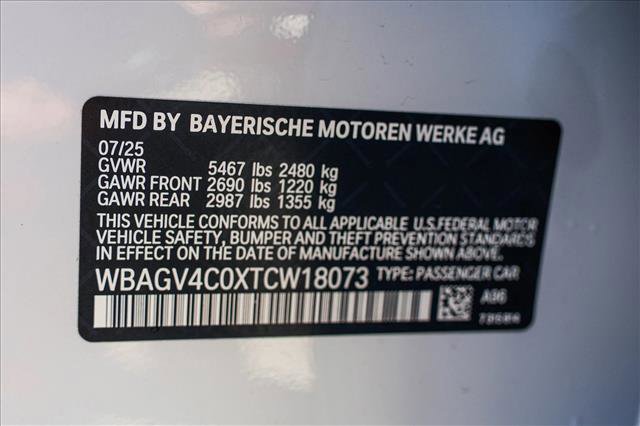 MFD BY BAYERISCHE MOTOREN WERKE AG
07/25
GVWR 5467 lbs 2480 kg
GAWR FRONT 2690 lbs 1220 kg
GAWR REAR 2987 lbs 1355 kg
THIS VEHICLE CONFORMS TO ALL APPLICABLE U.S.FEDERAL MOTOR
VEHICLE SAFETY, BUMPER AND THEFT PREVENTION STANDARDS
IN EFFECT ON THE DATE OF MANUFACTURE SHOWN ABOVE.
WBAGV4C0XTCW18073 TYPE: PASSENGER CAR
A96